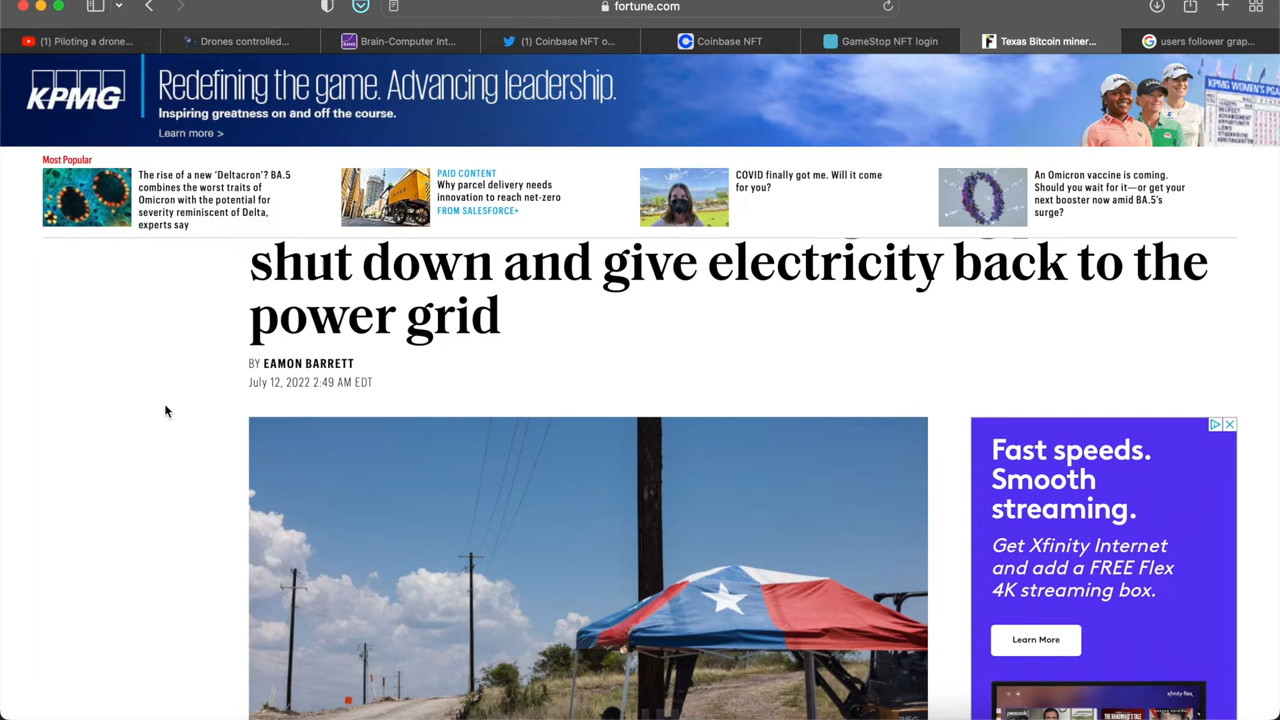 fortune.com
(1) Piloting a drone...
Drones controlled...
Brain-Computer Int...
(1) Coinbase NFT o...
Coinbase NFT
GameStop NFT login
Texas Bitcoin miner...
users follower grap...
KPMG
Redefining the game. Advancing leadership.
Inspiring greatness on and off the course.
Learn more >
KPMG WOMEN'S PGA
Most Popular
The rise of a new ‘Deltacron’? BA.5
combines the worst traits of
Omicron with the potential for
severity reminiscent of Delta,
experts say
PAID CONTENT
Why parcel delivery needs
innovation to reach net-zero
FROM SALESFORCE+
COVID finally got me. Will it come
for you?
An Omicron vaccine is coming.
Should you wait for it—or get your
next booster now amid BA.5’s
surge?
shut down and give electricity back to the
power grid
BY EAMON BARRETT
July 12, 2022 2:49 AM EDT
Fast speeds.
Smooth
streaming.
Get Xfinity Internet
and add a FREE Flex
4K streaming box.
Learn More
xfinity flex
peacock